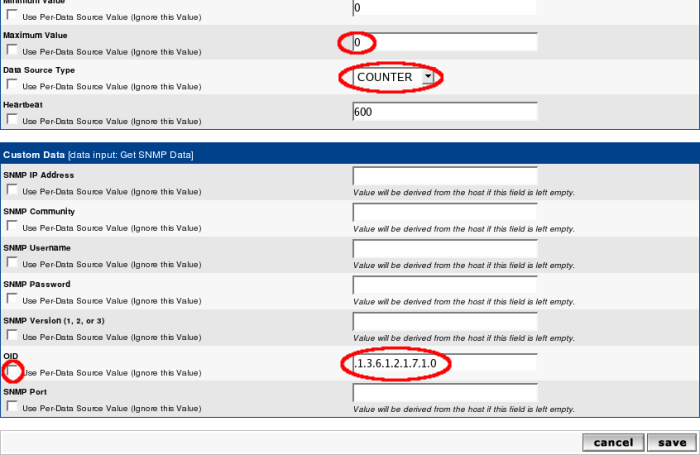 Minimum Value
0
Use Per-Data Source Value (Ignore this Value)
Maximum Value
0
Use Per-Data Source Value (Ignore this Value)
Data Source Type
COUNTER
Use Per-Data Source Value (Ignore this Value)
Heartbeat
600
Use Per-Data Source Value (Ignore this Value)
Custom Data [data input: Get SNMP Data]
SNMP IP Address
Use Per-Data Source Value (Ignore this Value) Value will be derived from the host if this field is left empty.
SNMP Community
Use Per-Data Source Value (Ignore this Value) Value will be derived from the host if this field is left empty.
SNMP Username
Use Per-Data Source Value (Ignore this Value) Value will be derived from the host if this field is left empty.
SNMP Password
Use Per-Data Source Value (Ignore this Value) Value will be derived from the host if this field is left empty.
SNMP Version (1, 2, or 3)
Use Per-Data Source Value (Ignore this Value) Value will be derived from the host if this field is left empty.
OID
.1.3.6.1.2.1.7.1.0
Use Per-Data Source Value (Ignore this Value)
SNMP Port
Use Per-Data Source Value (Ignore this Value) Value will be derived from the host if this field is left empty.
cancel save